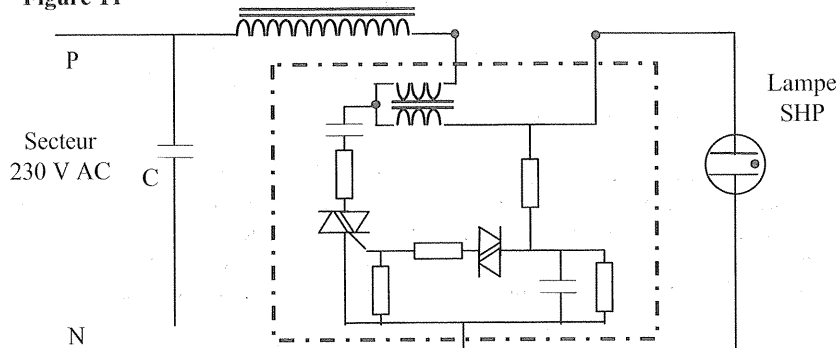 Figure 11
P
Lampe
SHP
Secteur
230 V AC
C
N